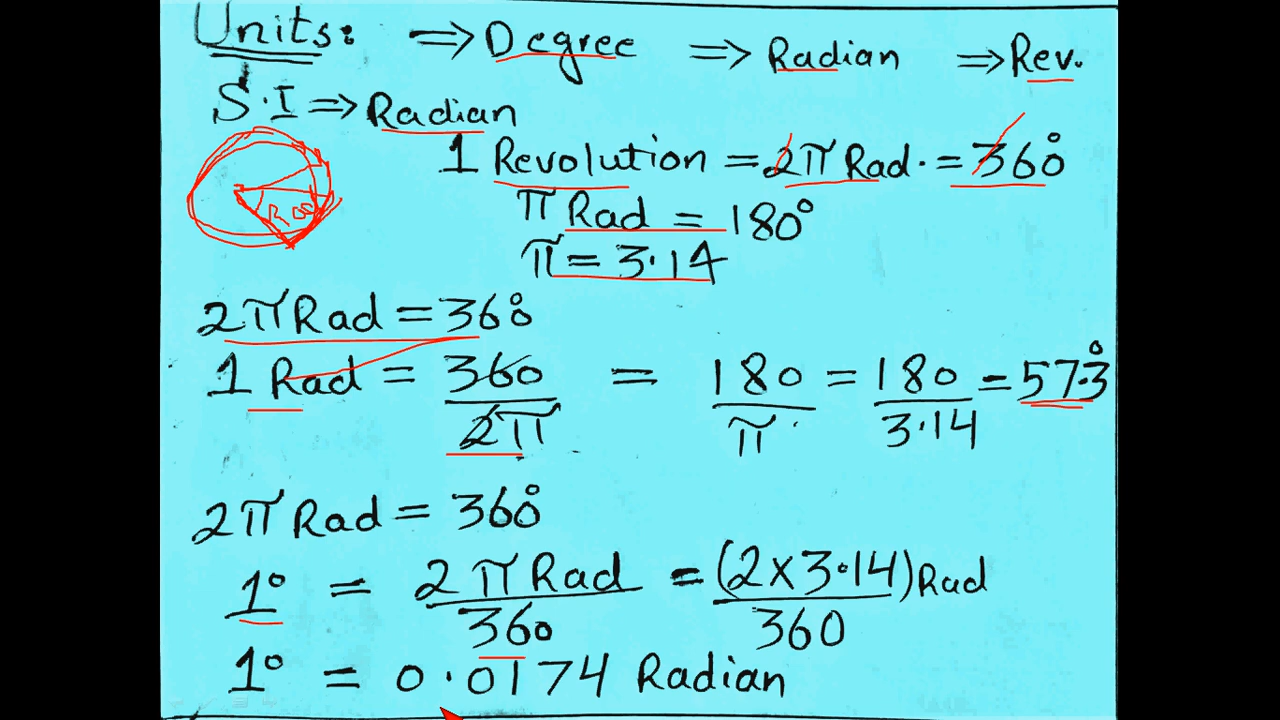 Units: ⇒ Degree ⇒ Radian ⇒ Rev.
S.I ⇒ Radian
1 Revolution = 2π Rad. = 360°
Rad
π Rad = 180°
π = 3.14
2π Rad = 360°
1 Rad = 360/2π = 180/π = 180/3.14 = 57.3°
2π Rad = 360°
1° = 2π Rad/360 = (2×3.14) Rad/360
1° = 0.0174 Radian